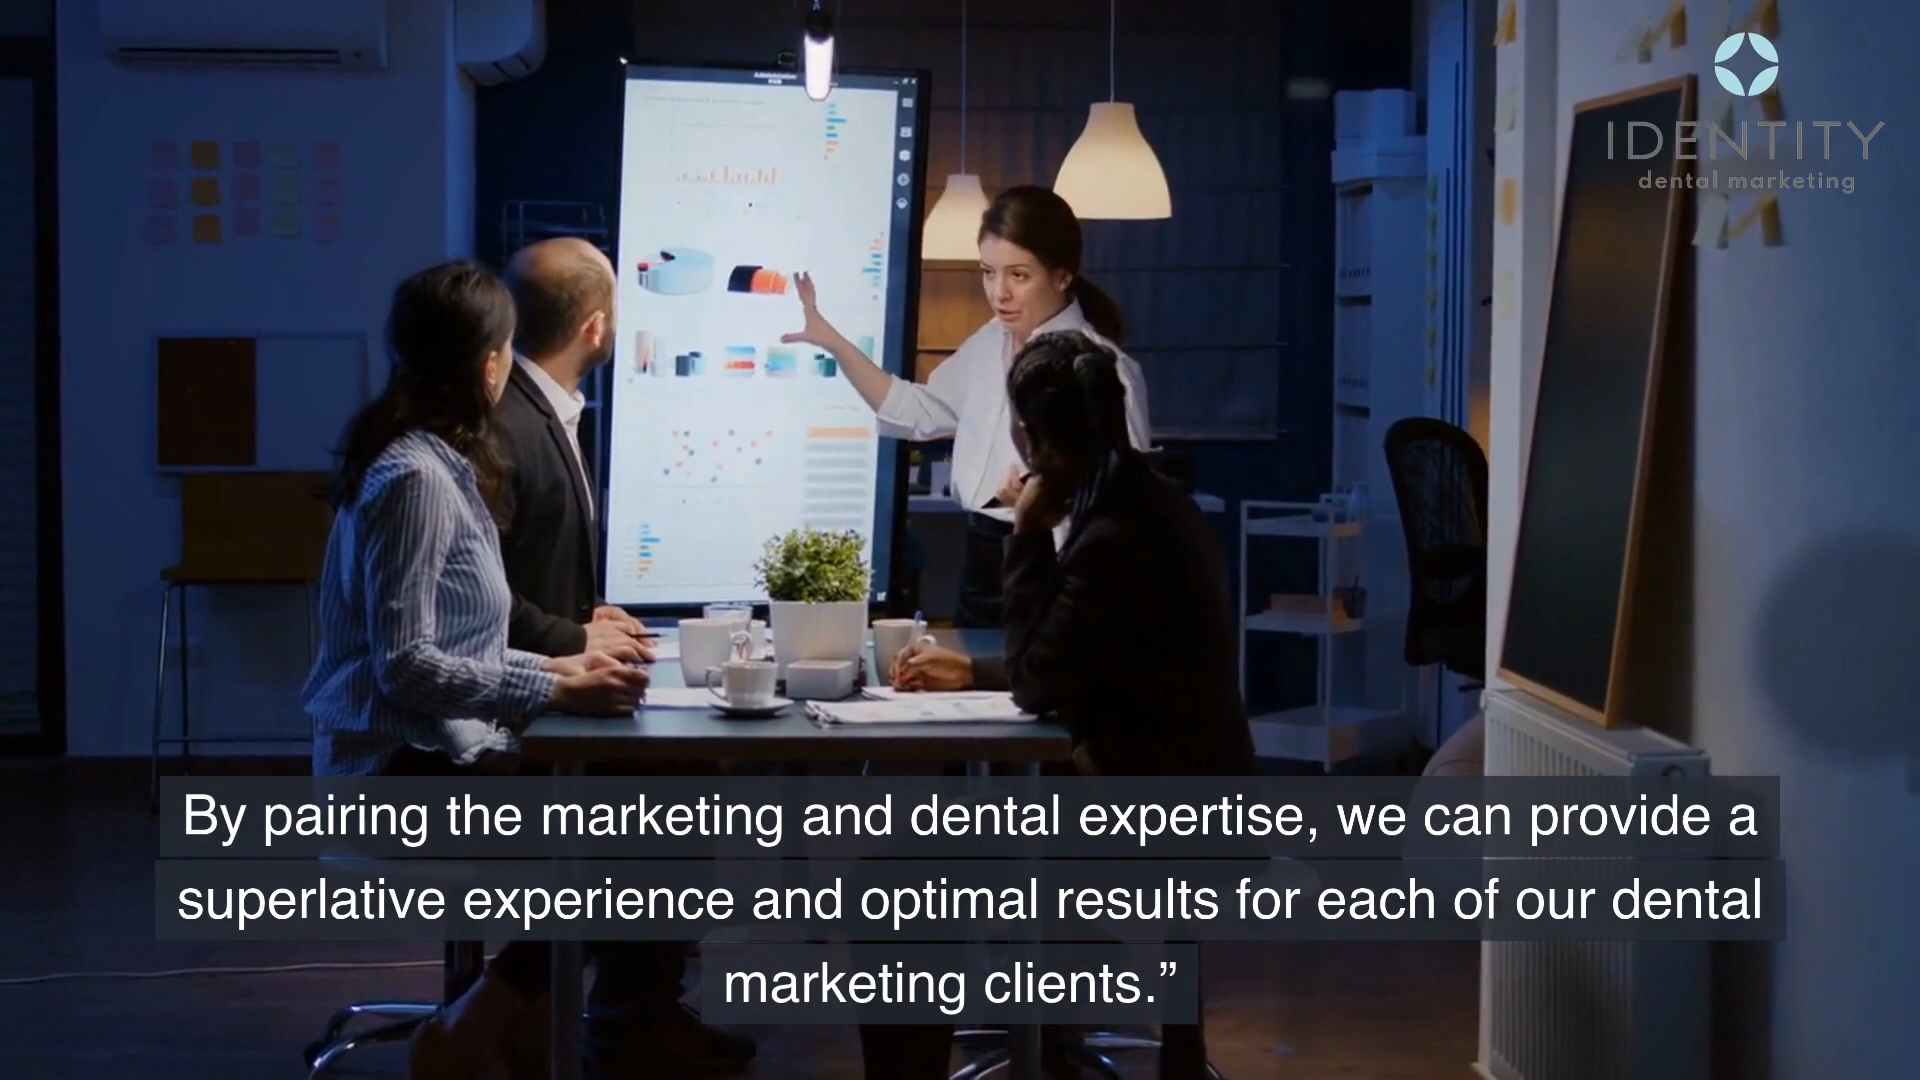 IDENTITY
dental marketing
By pairing the marketing and dental expertise, we can provide a
superlative experience and optimal results for each of our dental
marketing clients.”